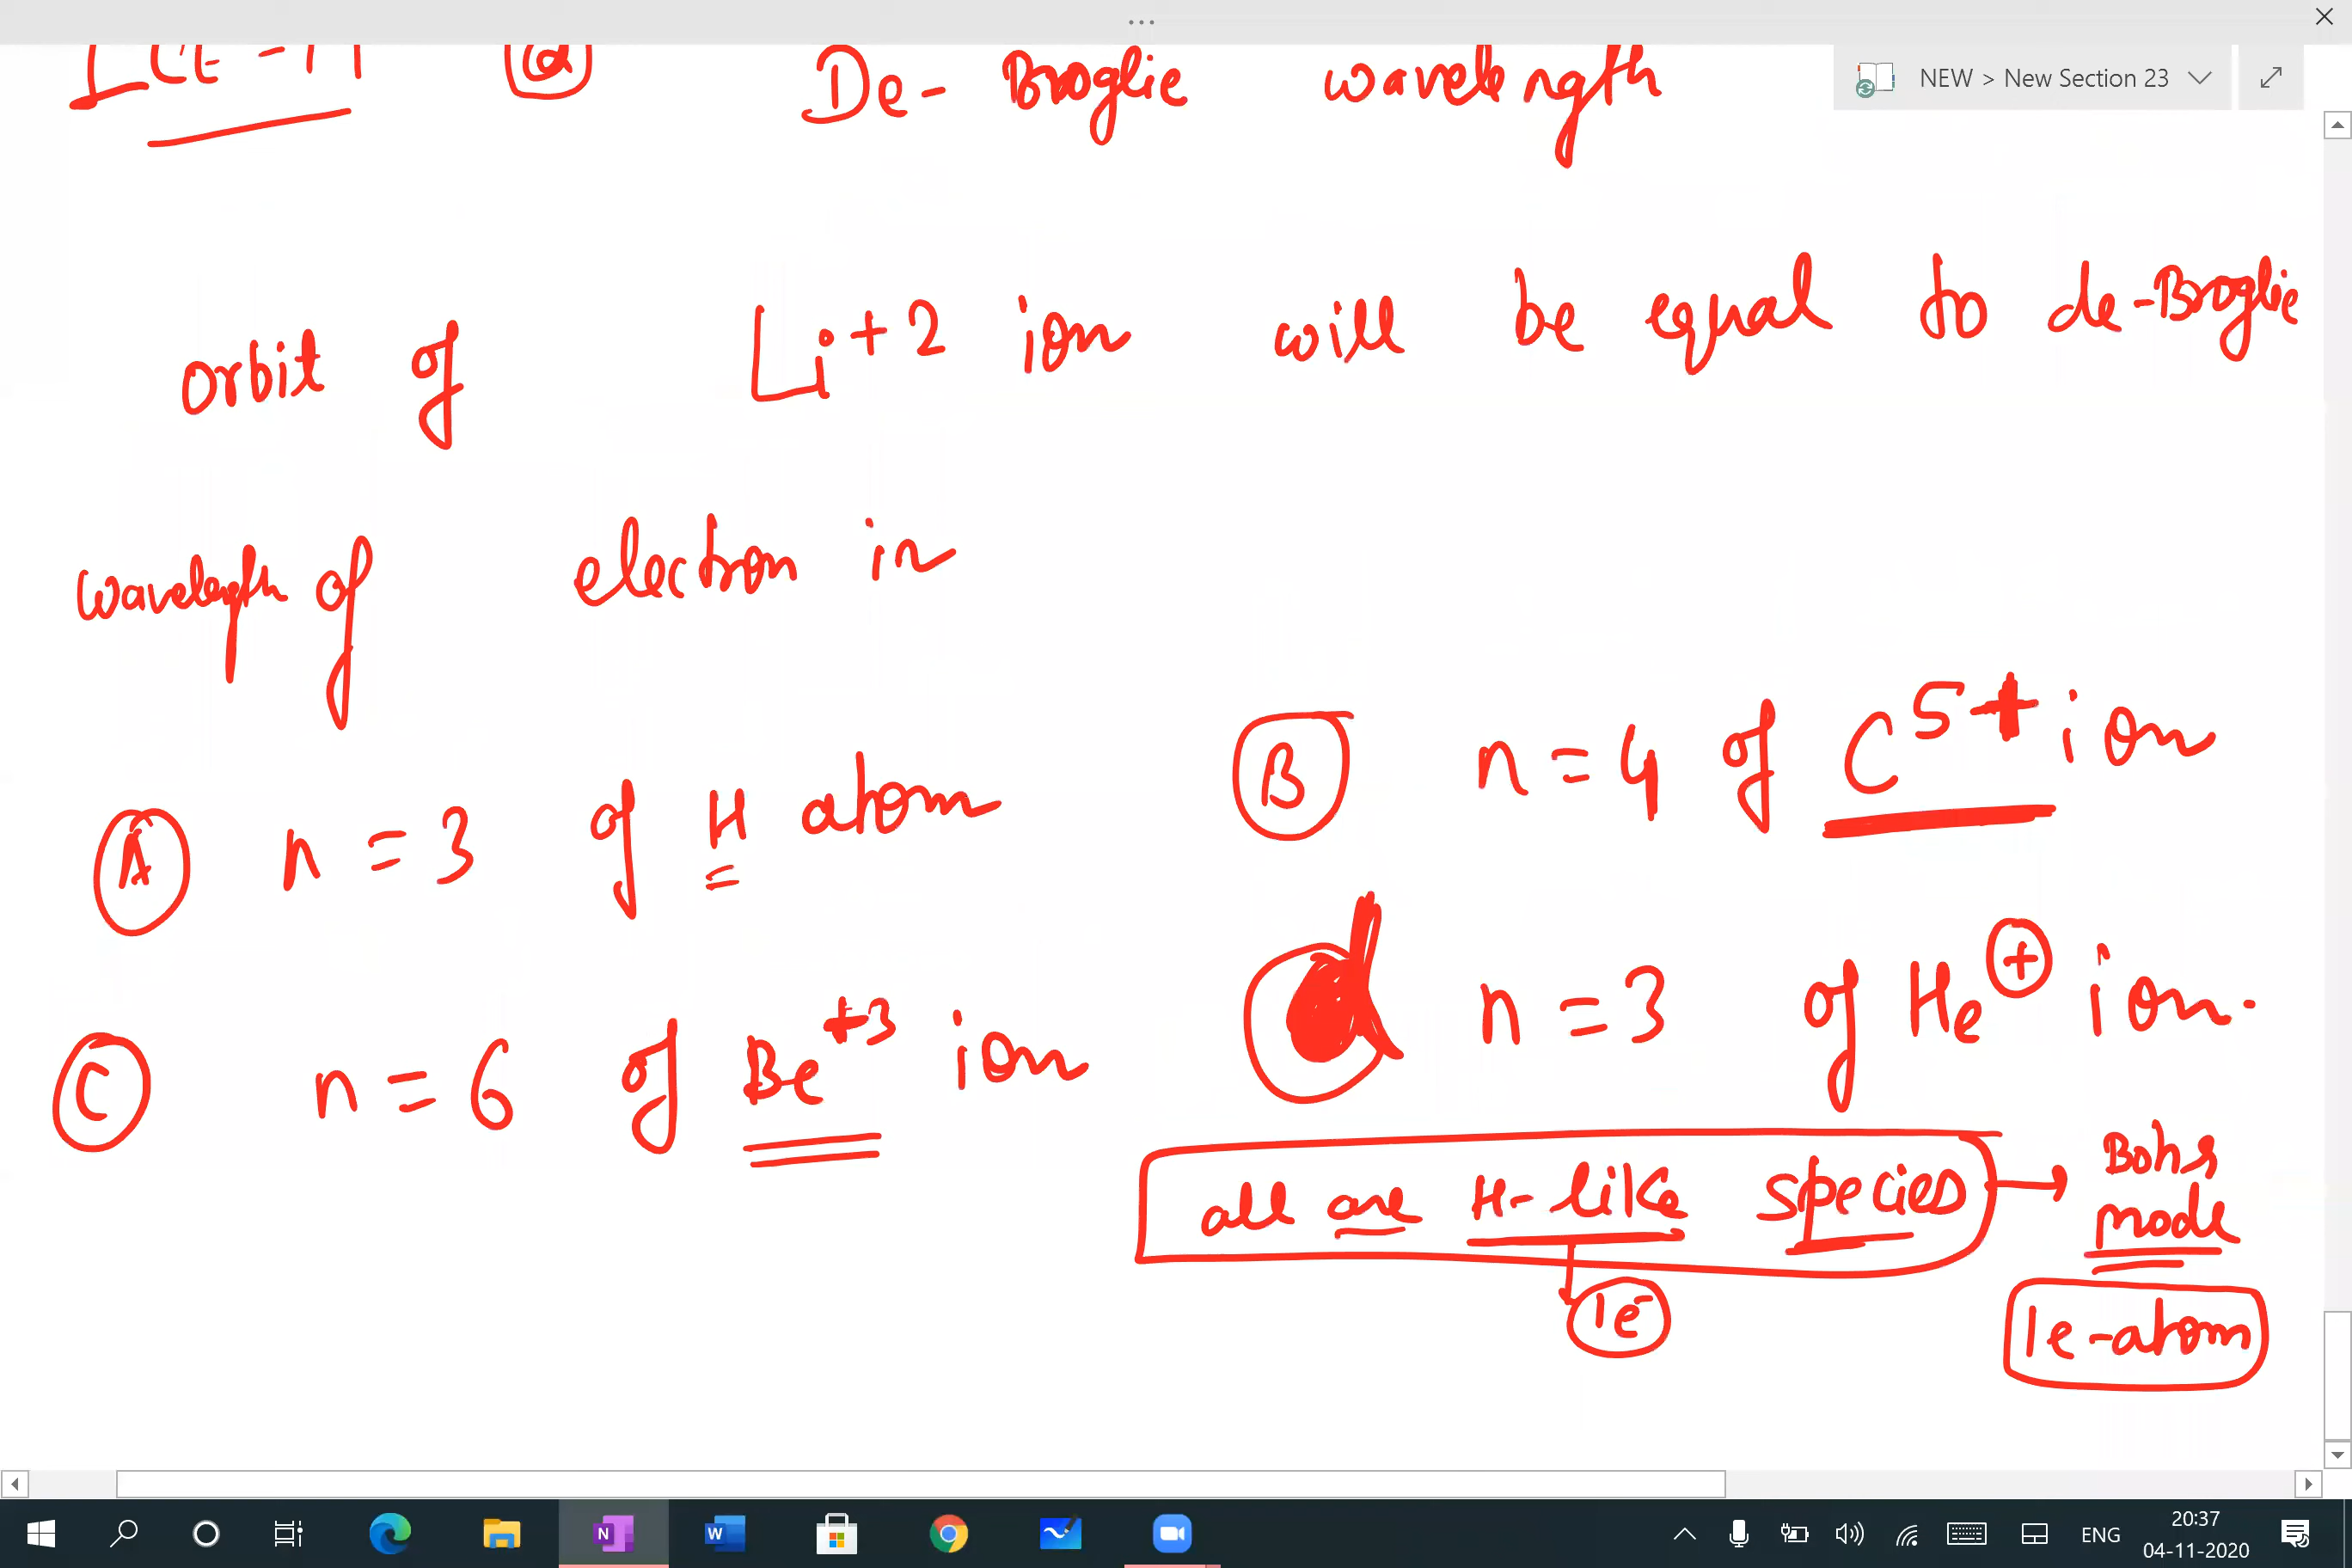 NEW > New Section 23
De-Broglie wavelength
orbit of Li+2 ion will be equal to de-Broglie
wavelength of electron in
A n = 3 of H atom
B n = 4 of C5+ ion
C n = 6 of Be+3 ion
d n = 3 of He+ ion.
all are H-like species → Bohrs model
1e-
1e-atom
ENG
20:37
04-11-2020